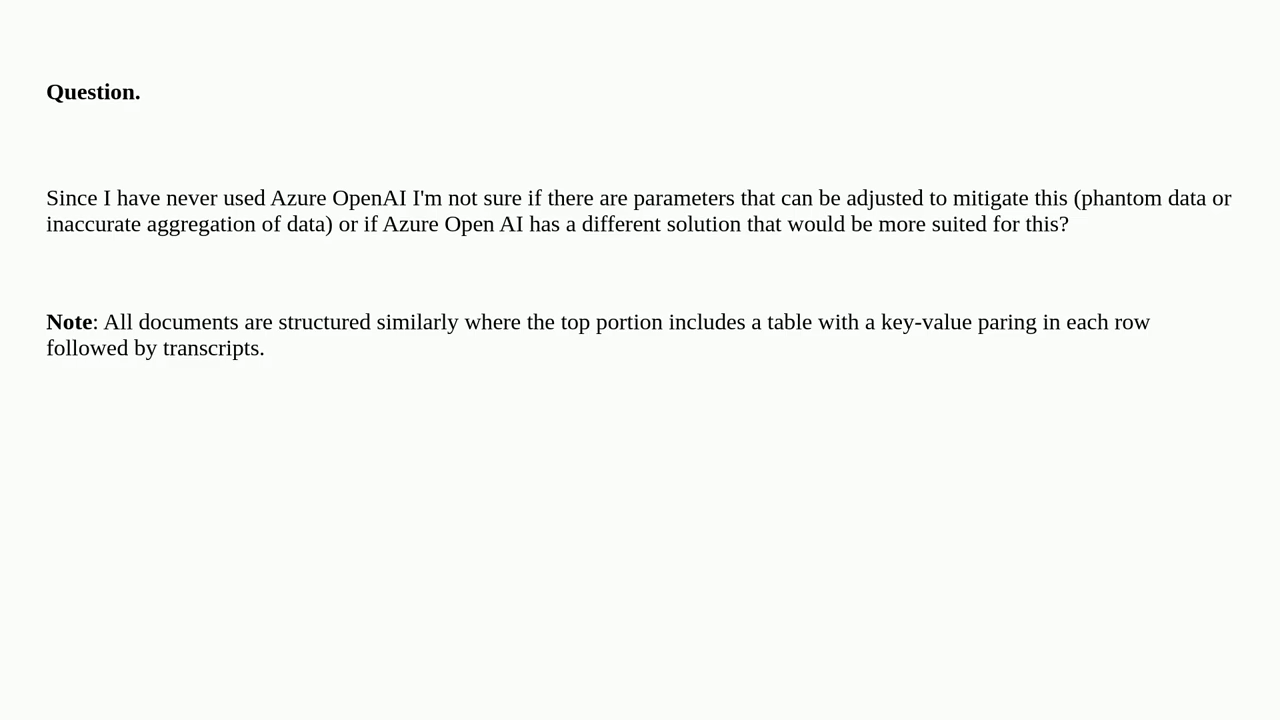 Question.
Since I have never used Azure OpenAI I'm not sure if there are parameters that can be adjusted to mitigate this (phantom data or
inaccurate aggregation of data) or if Azure Open AI has a different solution that would be more suited for this?
Note: All documents are structured similarly where the top portion includes a table with a key-value paring in each row
followed by transcripts.